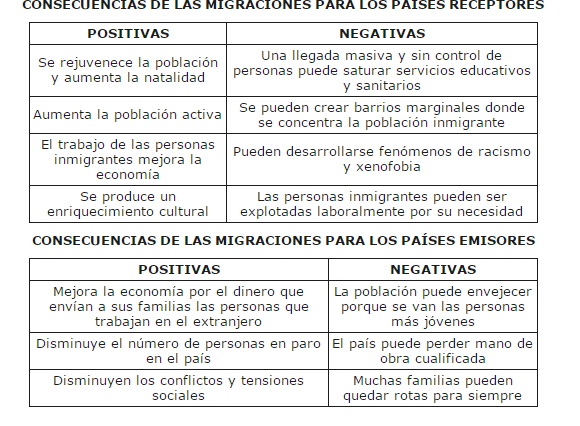 CONSECUENCIAS DE LAS MIGRACIONES PARA LOS PAÍSES RECEPTORES
POSITIVAS NEGATIVAS
Se rejuvenece la población
y aumenta la natalidad
Una llegada masiva y sin control de
personas puede saturar servicios educativos
y sanitarios
Aumenta la población activa
Se pueden crear barrios marginales donde
se concentra la población inmigrante
El trabajo de las personas
inmigrantes mejora la
economía
Pueden desarrollarse fenómenos de racismo
y xenofobia
Se produce un
enriquecimiento cultural
Las personas inmigrantes pueden ser
explotadas laboralmente por su necesidad
CONSECUENCIAS DE LAS MIGRACIONES PARA LOS PAÍSES EMISORES
POSITIVAS NEGATIVAS
Mejora la economía por el dinero que
envían a sus familias las personas que
trabajan en el extranjero
La población puede envejecer
porque se van las personas
más jóvenes
Disminuye el número de personas en paro
en el país
El país puede perder mano de
obra cualificada
Disminuyen los conflictos y tensiones
sociales
Muchas familias pueden
quedar rotas para siempre